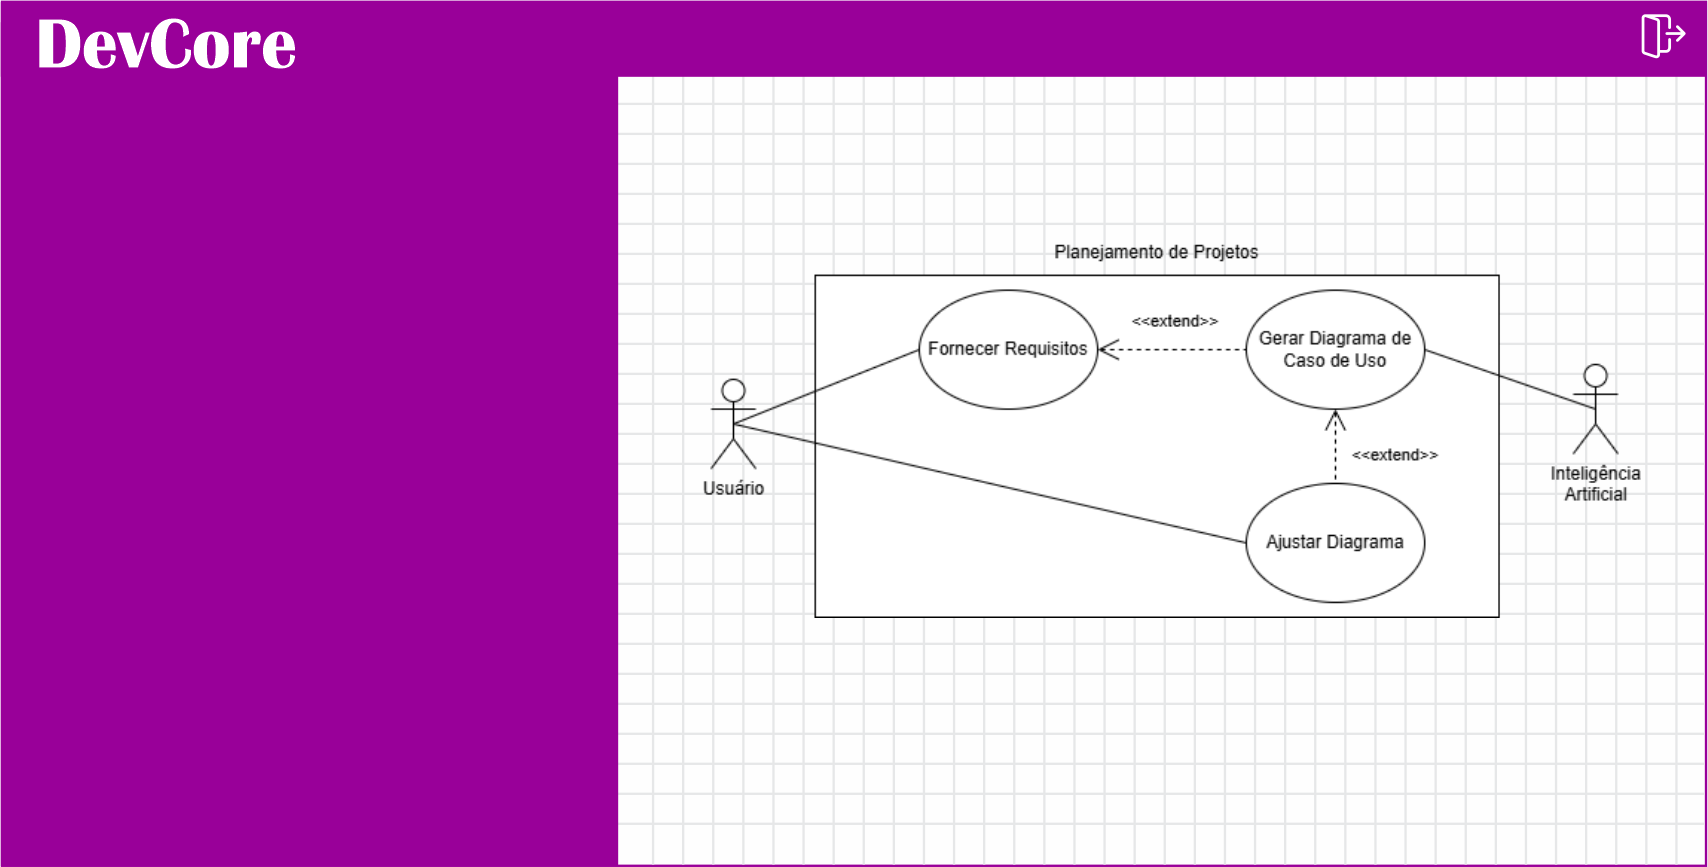 DevCore
Planejamento de Projetos
Fornecer Requisitos
<<extend>>
Gerar Diagrama de
Caso de Uso
<<extend>>
Ajustar Diagrama
Usuário
Inteligência
Artificial